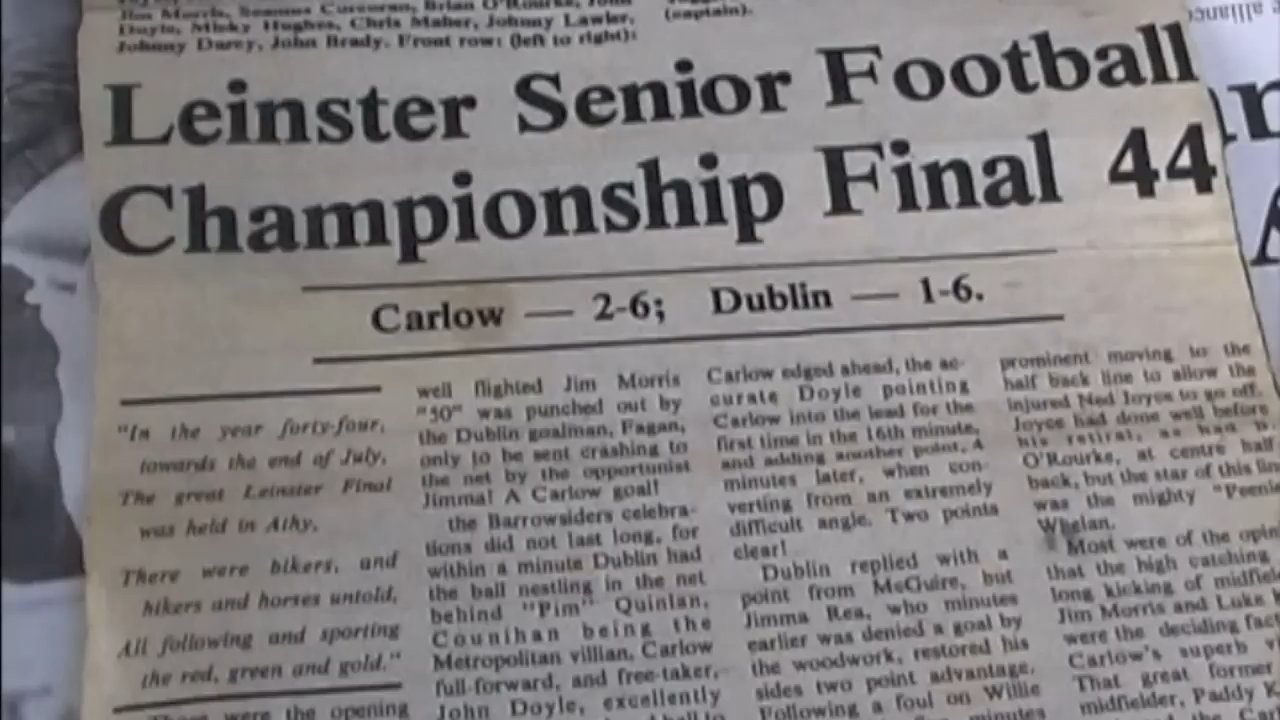 Jim Morris, Seamus Corcoran, Brian O'Rourke, John
Doyle, Micky Hughes, Chris Maher, Johnny Lawler,
Johnny Darcy, John Brady. Front row: (left to right):
(captain).
Leinster Senior Football
Championship Final 44
Carlow — 2-6; Dublin — 1-6.
"In the year forty-four,
towards the end of July,
The great Leinster Final
was held in Athy.
There were bikers, and
hikers and horses untold,
All following and sporting
the red, green and gold."
were the opening
well flighted Jim Morris
"50" was punched out by
the Dublin goalman, Fagan,
only to be sent crashing to
the net by the opportunist
Jimma! A Carlow goal!
the Barrowsiders celebra-
tions did not last long, for
within a minute Dublin had
the ball nestling in the net
behind "Pim" Quinlan,
Counihan being the
Metropolitan villian, Carlow
full-forward, and free-taker,
John Doyle, excellently
Carlow edged ahead, the ac-
curate Doyle pointing
Carlow into the lead for the
first time in the 16th minute,
and adding another point, 4
minutes later, when con-
verting from an extremely
difficult angle. Two points
clear!
Dublin replied with a
point from McGuire, but
Jimma Rea, who minutes
earlier was denied a goal by
the woodwork, restored his
sides two point advantage.
Following a foul on Willie
minutes
prominent moving to the
half back line to allow the
injured Ned Joyce to go off.
Joyce had done well before
his retiral, as had B.
O'Rourke, at centre half
back, but the star of this
was the mighty "Peenie
Whelan.
Most were of the
that the high catching
long kicking of
Jim Morris and Luke
were the deciding
Carlow's superb
That great former
midfielder, Paddy